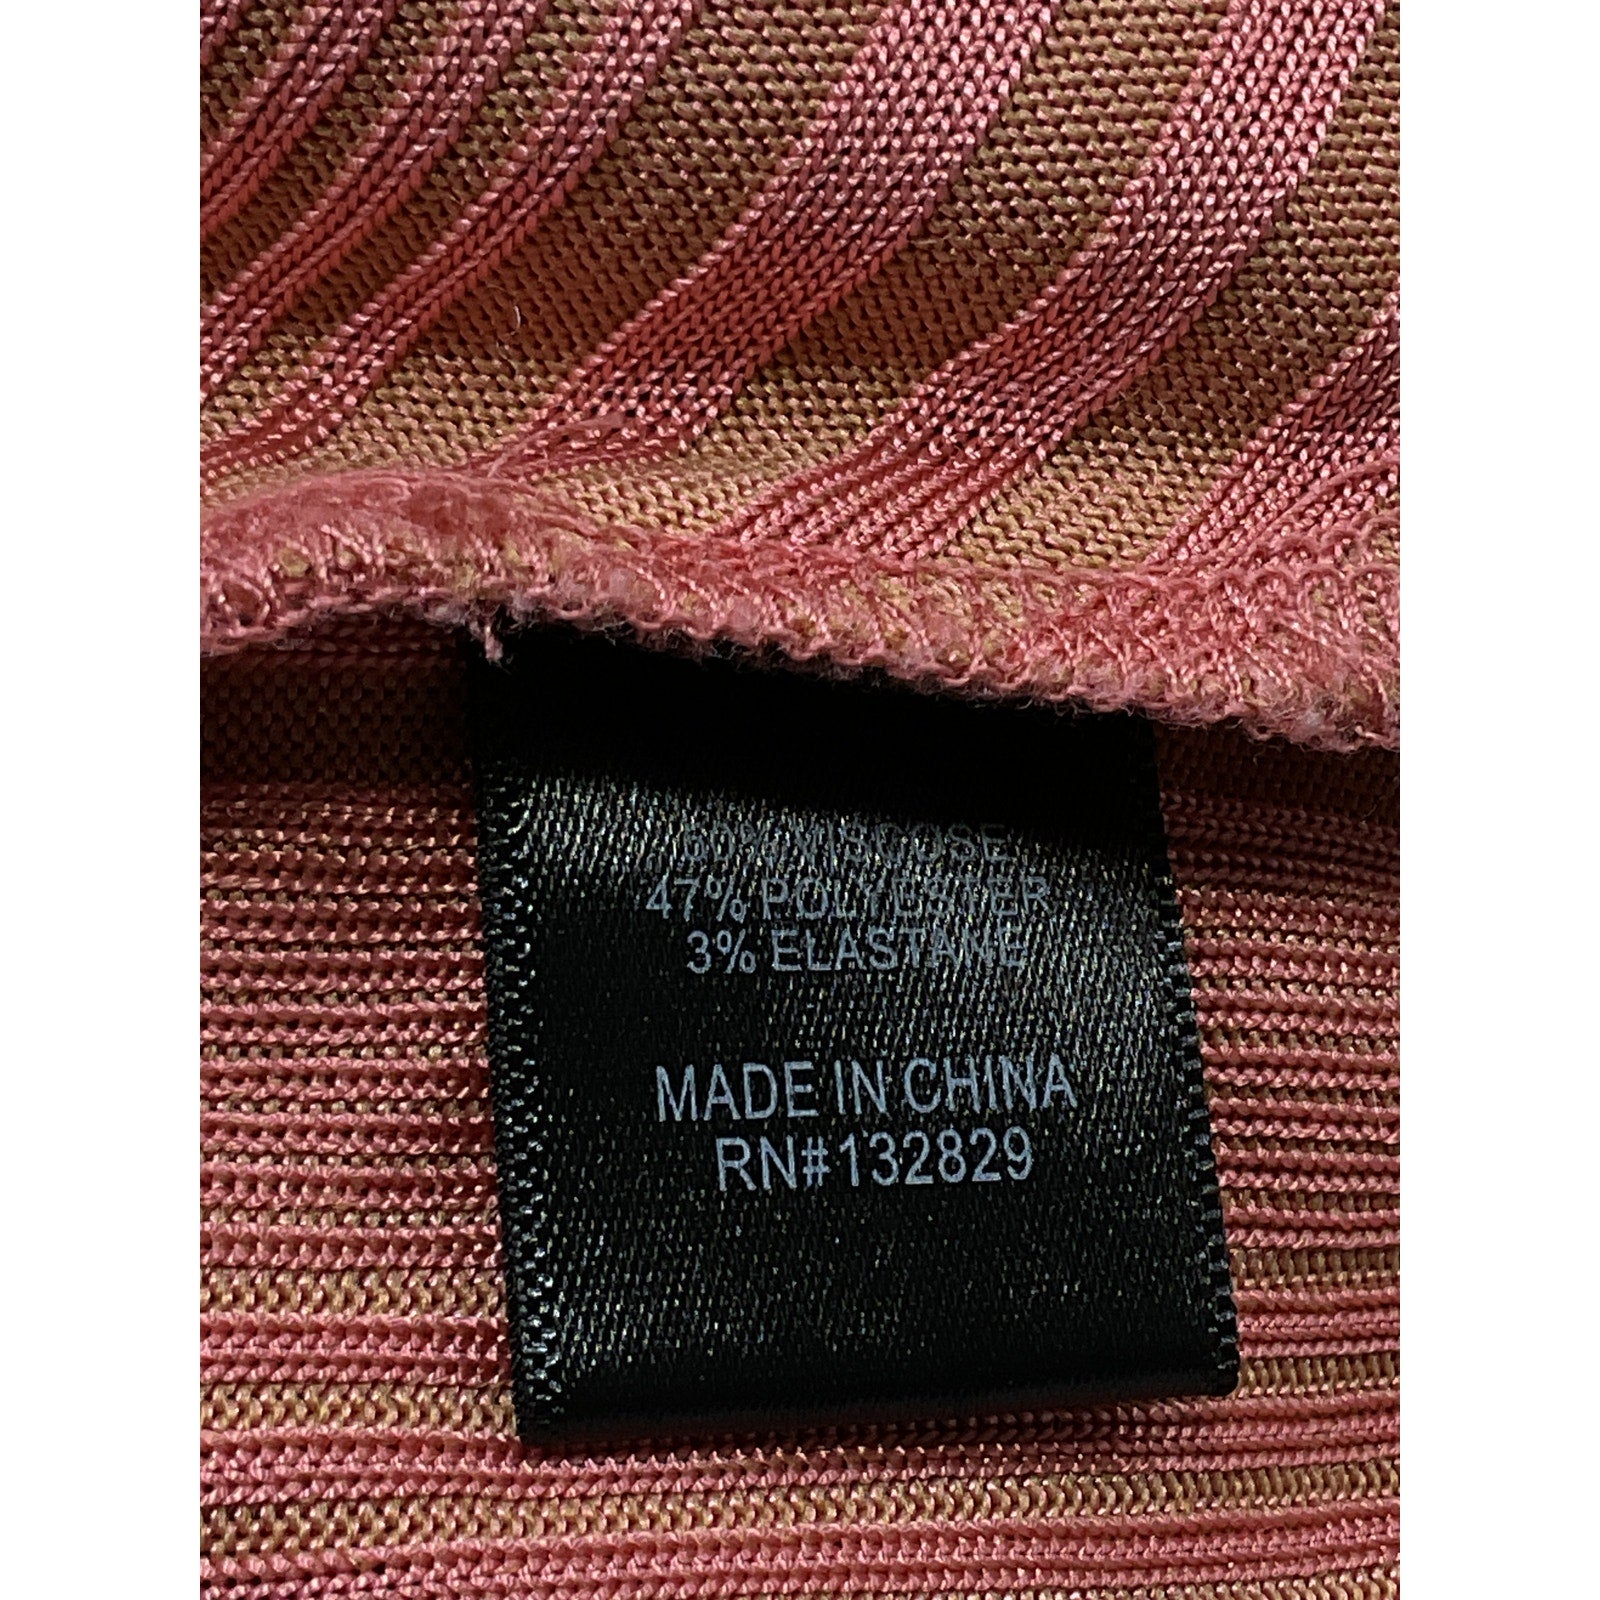 50% VISCOSE
47% POLYESTER
3% ELASTANE
MADE IN CHINA
RN#132829